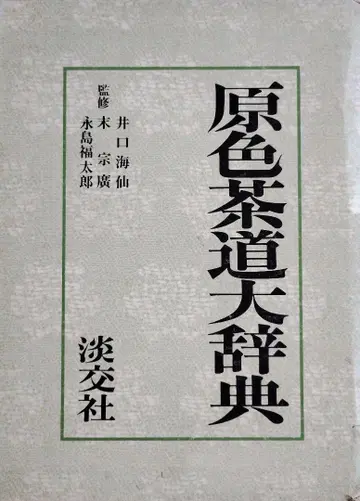 原色茶道大辞典
井口海仙
監修 末宗廣
永島福太郎
淡交社